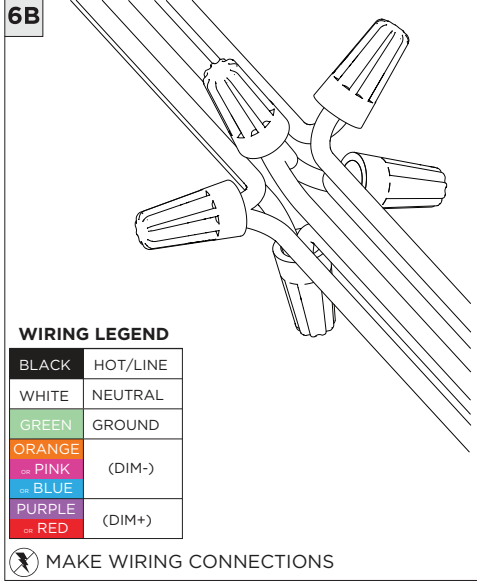 6B
WIRING LEGEND
BLACK HOT/LINE
WHITE NEUTRAL
GREEN GROUND
ORANGE
OR PINK
OR BLUE
(DIM-)
PURPLE
OR RED
(DIM+)
MAKE WIRING CONNECTIONS